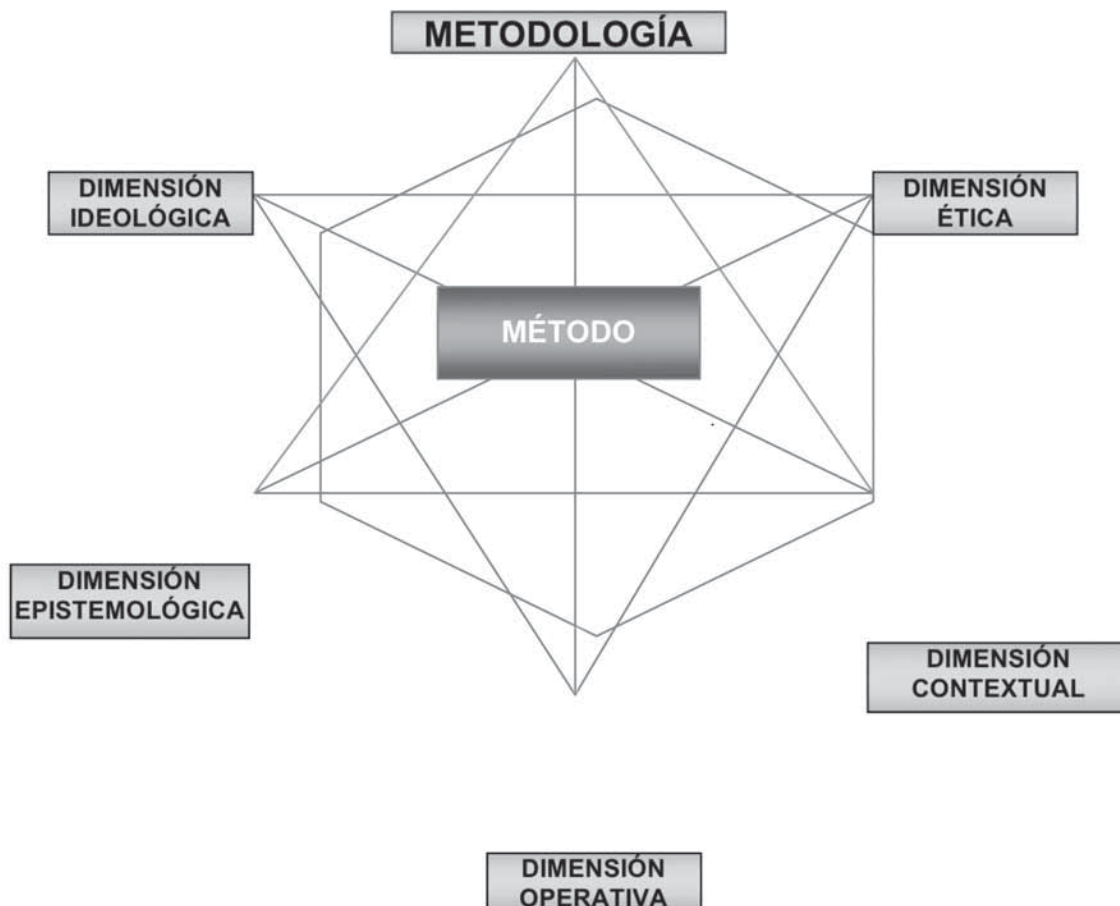 METODOLOGÍA
DIMENSIÓN
IDEOLÓGICA
DIMENSIÓN
ÉTICA
MÉTODO
DIMENSIÓN
EPISTEMOLÓGICA
DIMENSIÓN
CONTEXTUAL
DIMENSIÓN
OPERATIVA